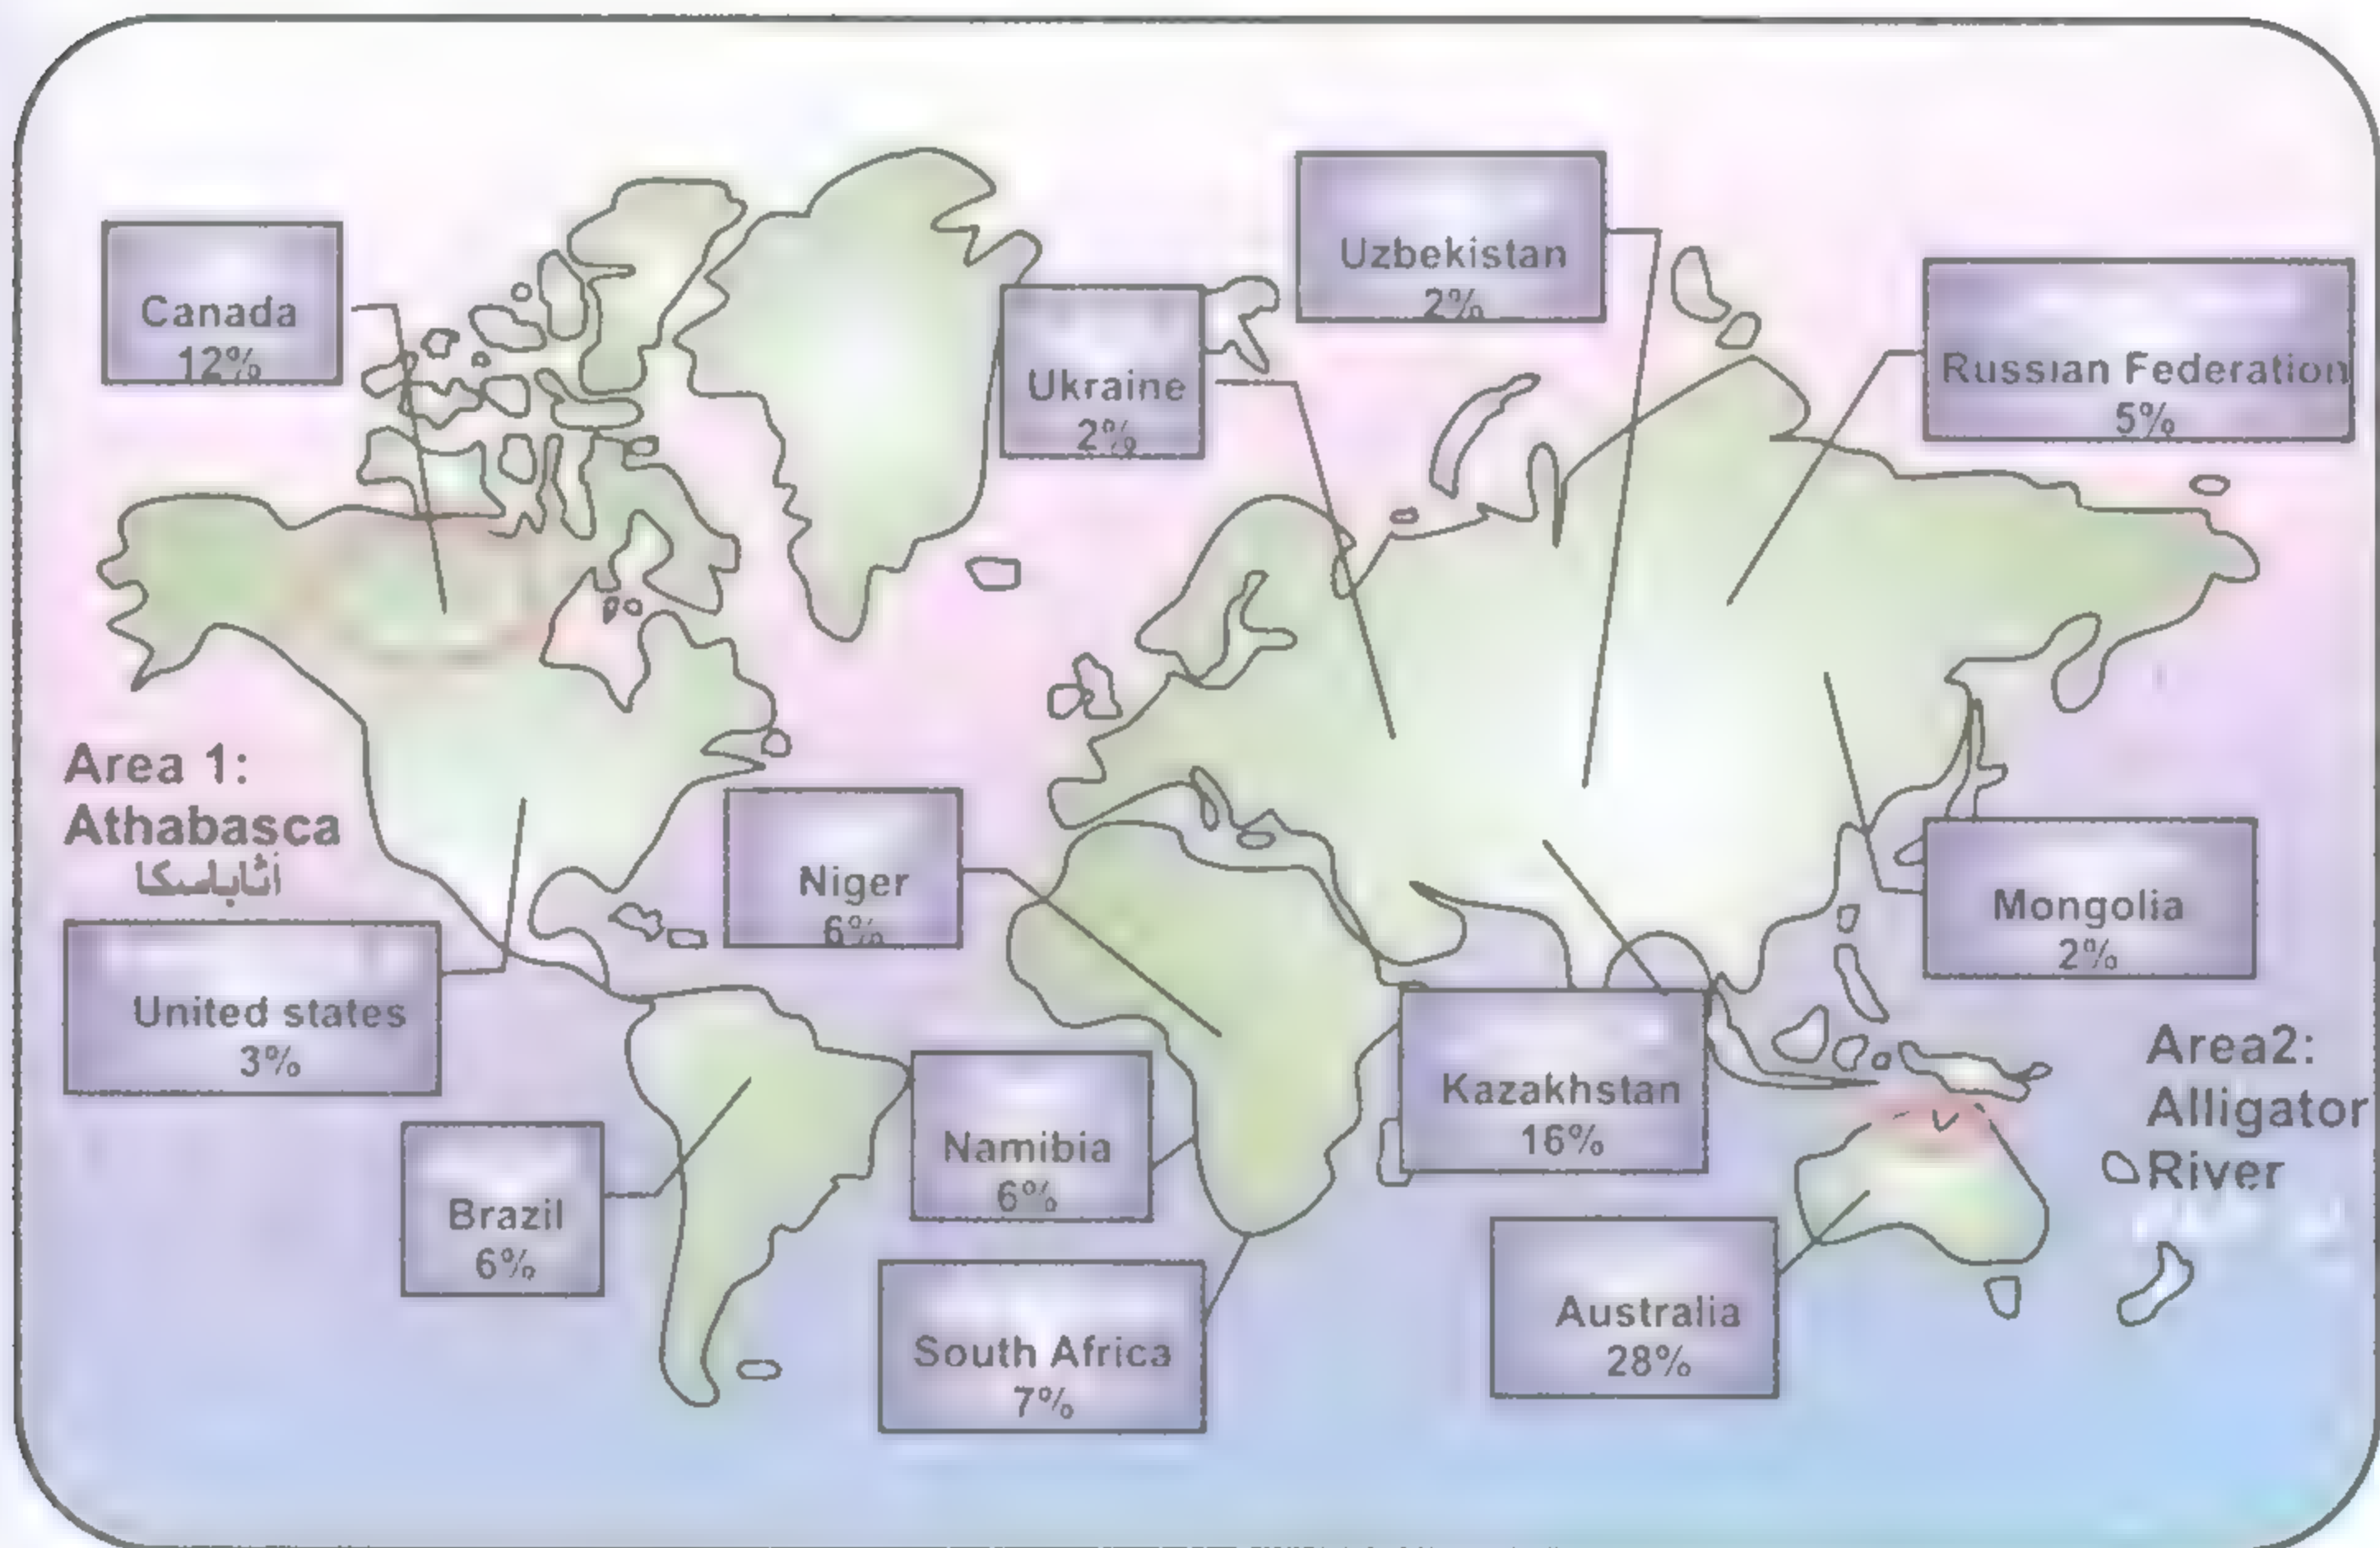 Uzbekistan
2%
Canada
12%
Ukraine
2%
Russian Federation
5%
Area 1:
Athabasca
أثاباسكا
Niger
6%
Mongolia
2%
United states
3%
Kazakhstan
16%
Area2:
Alligator
River
Namibia
6%
Brazil
6%
South Africa
7%
Australia
28%